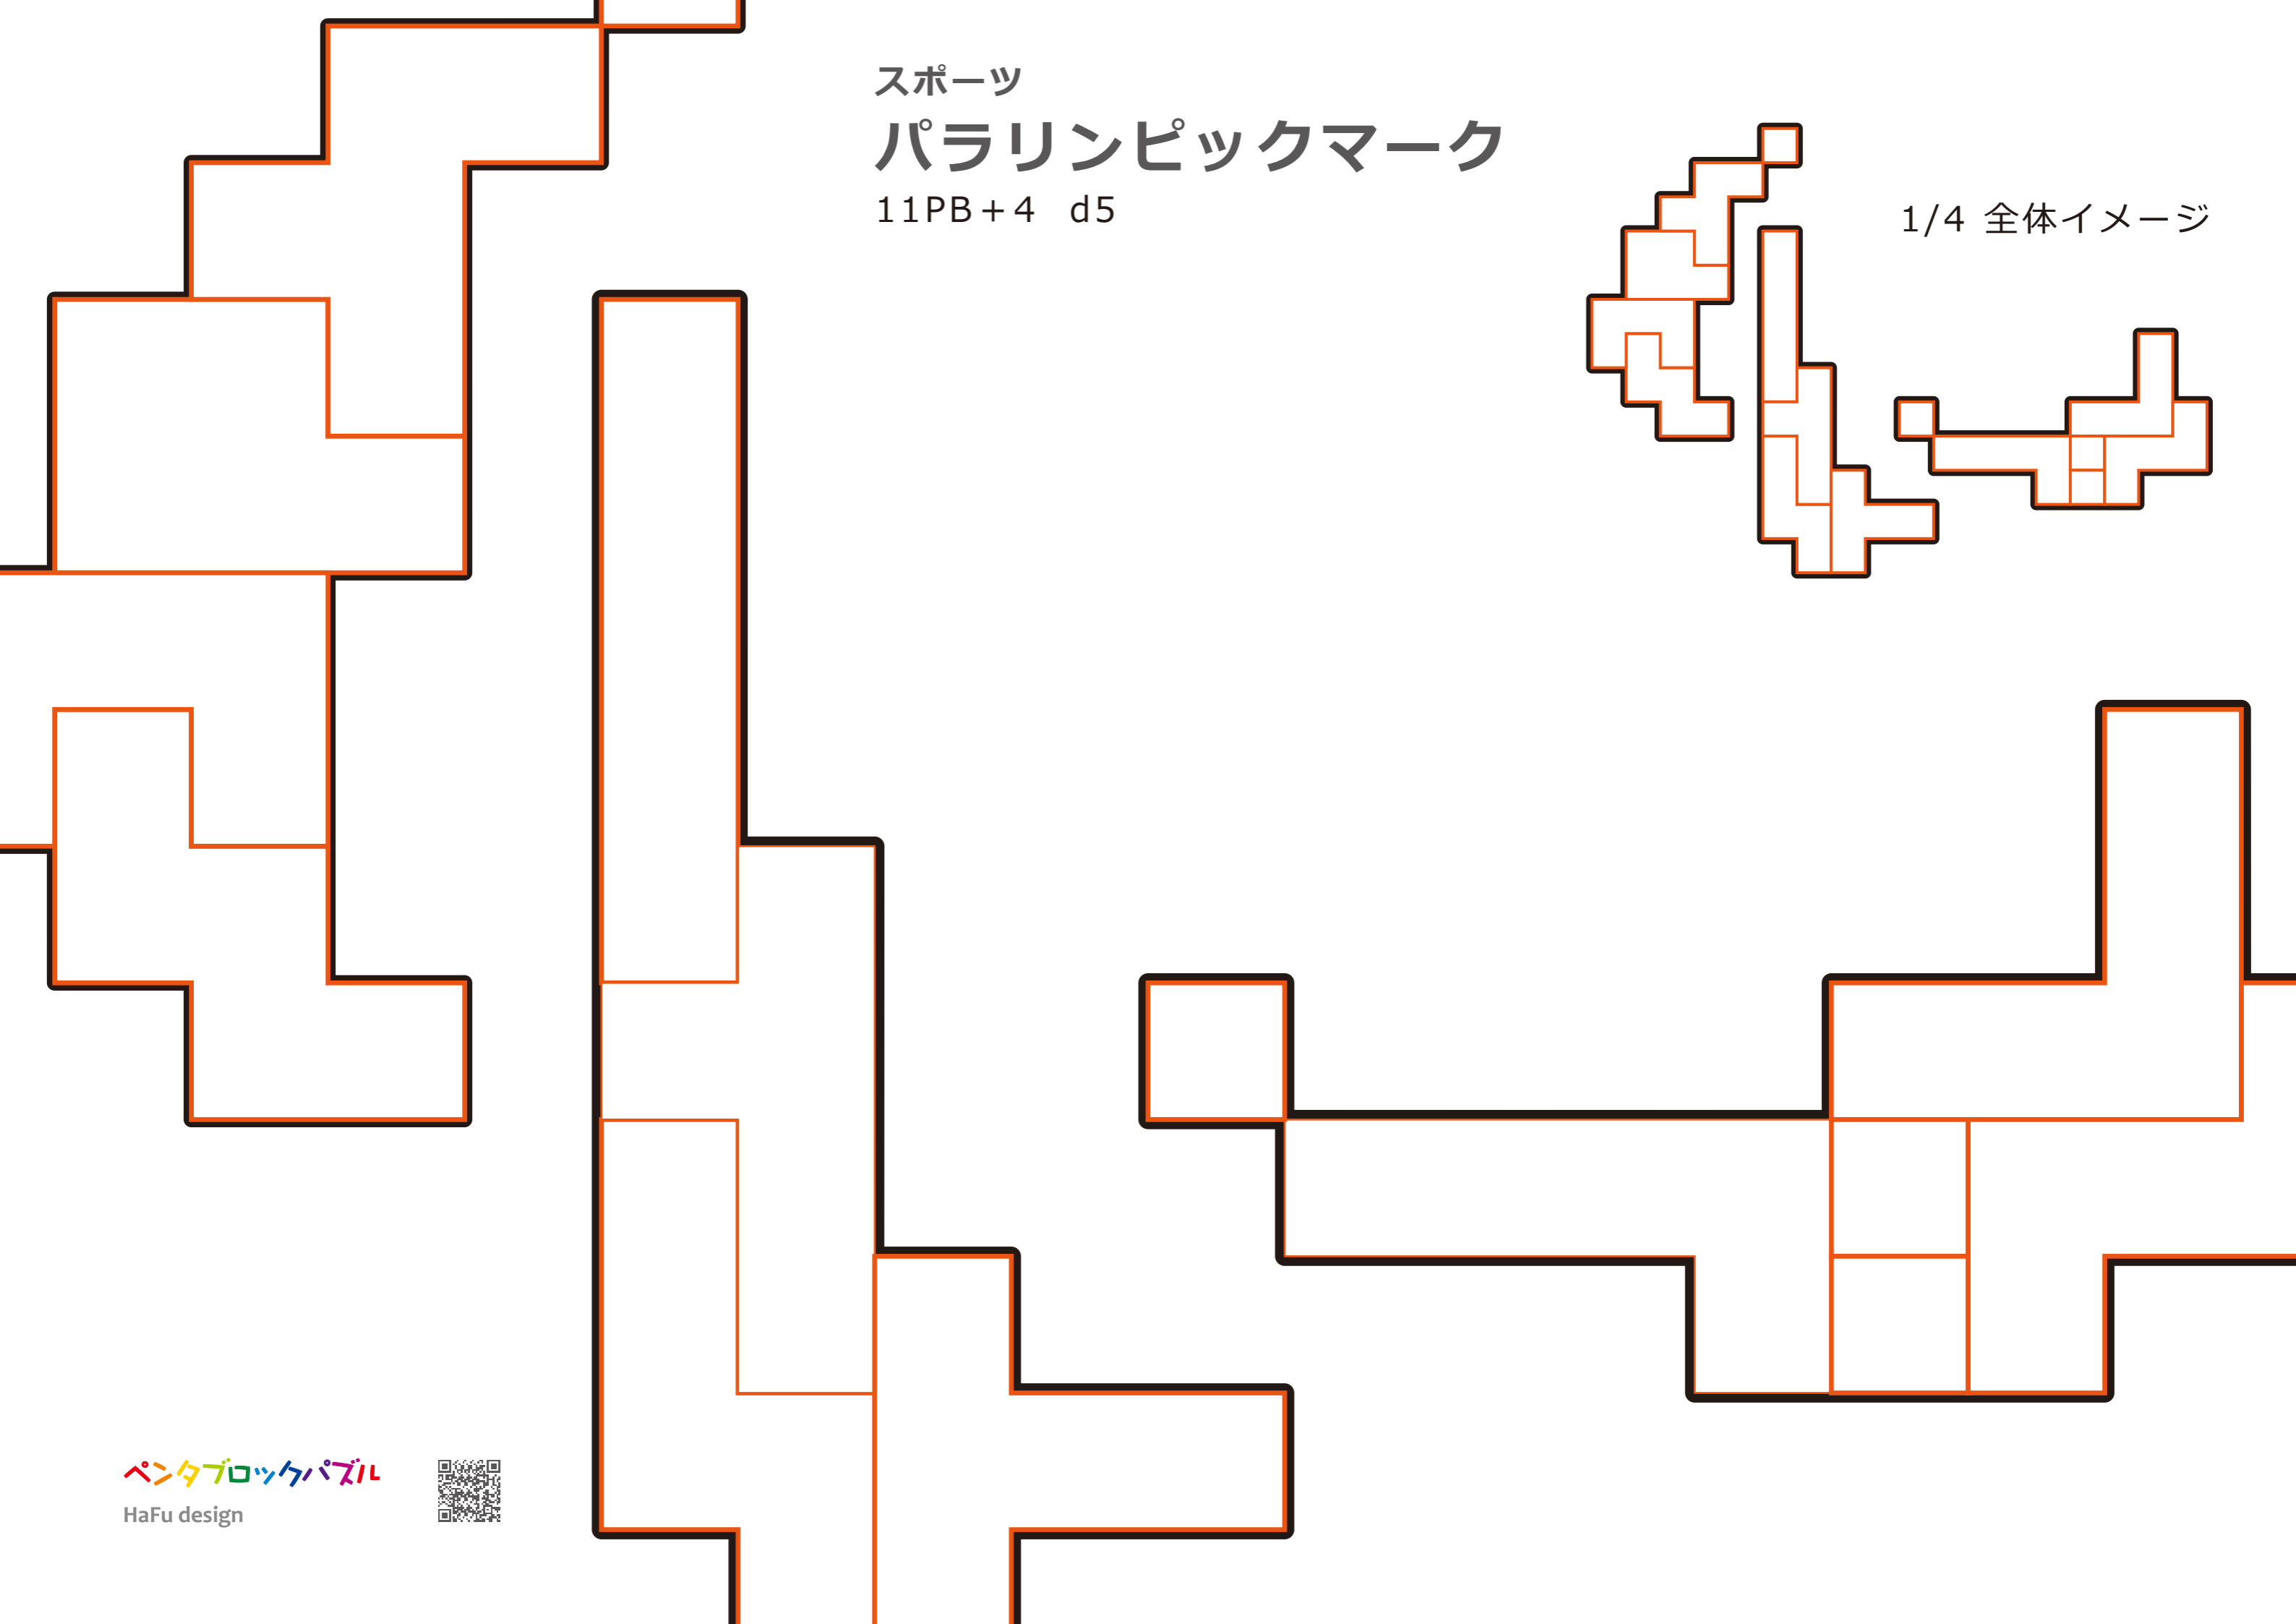 スポーツ
パラリンピックマーク
11PB+4 d5
1/4 全体イメージ
ペンタブロックパズル
HaFu design